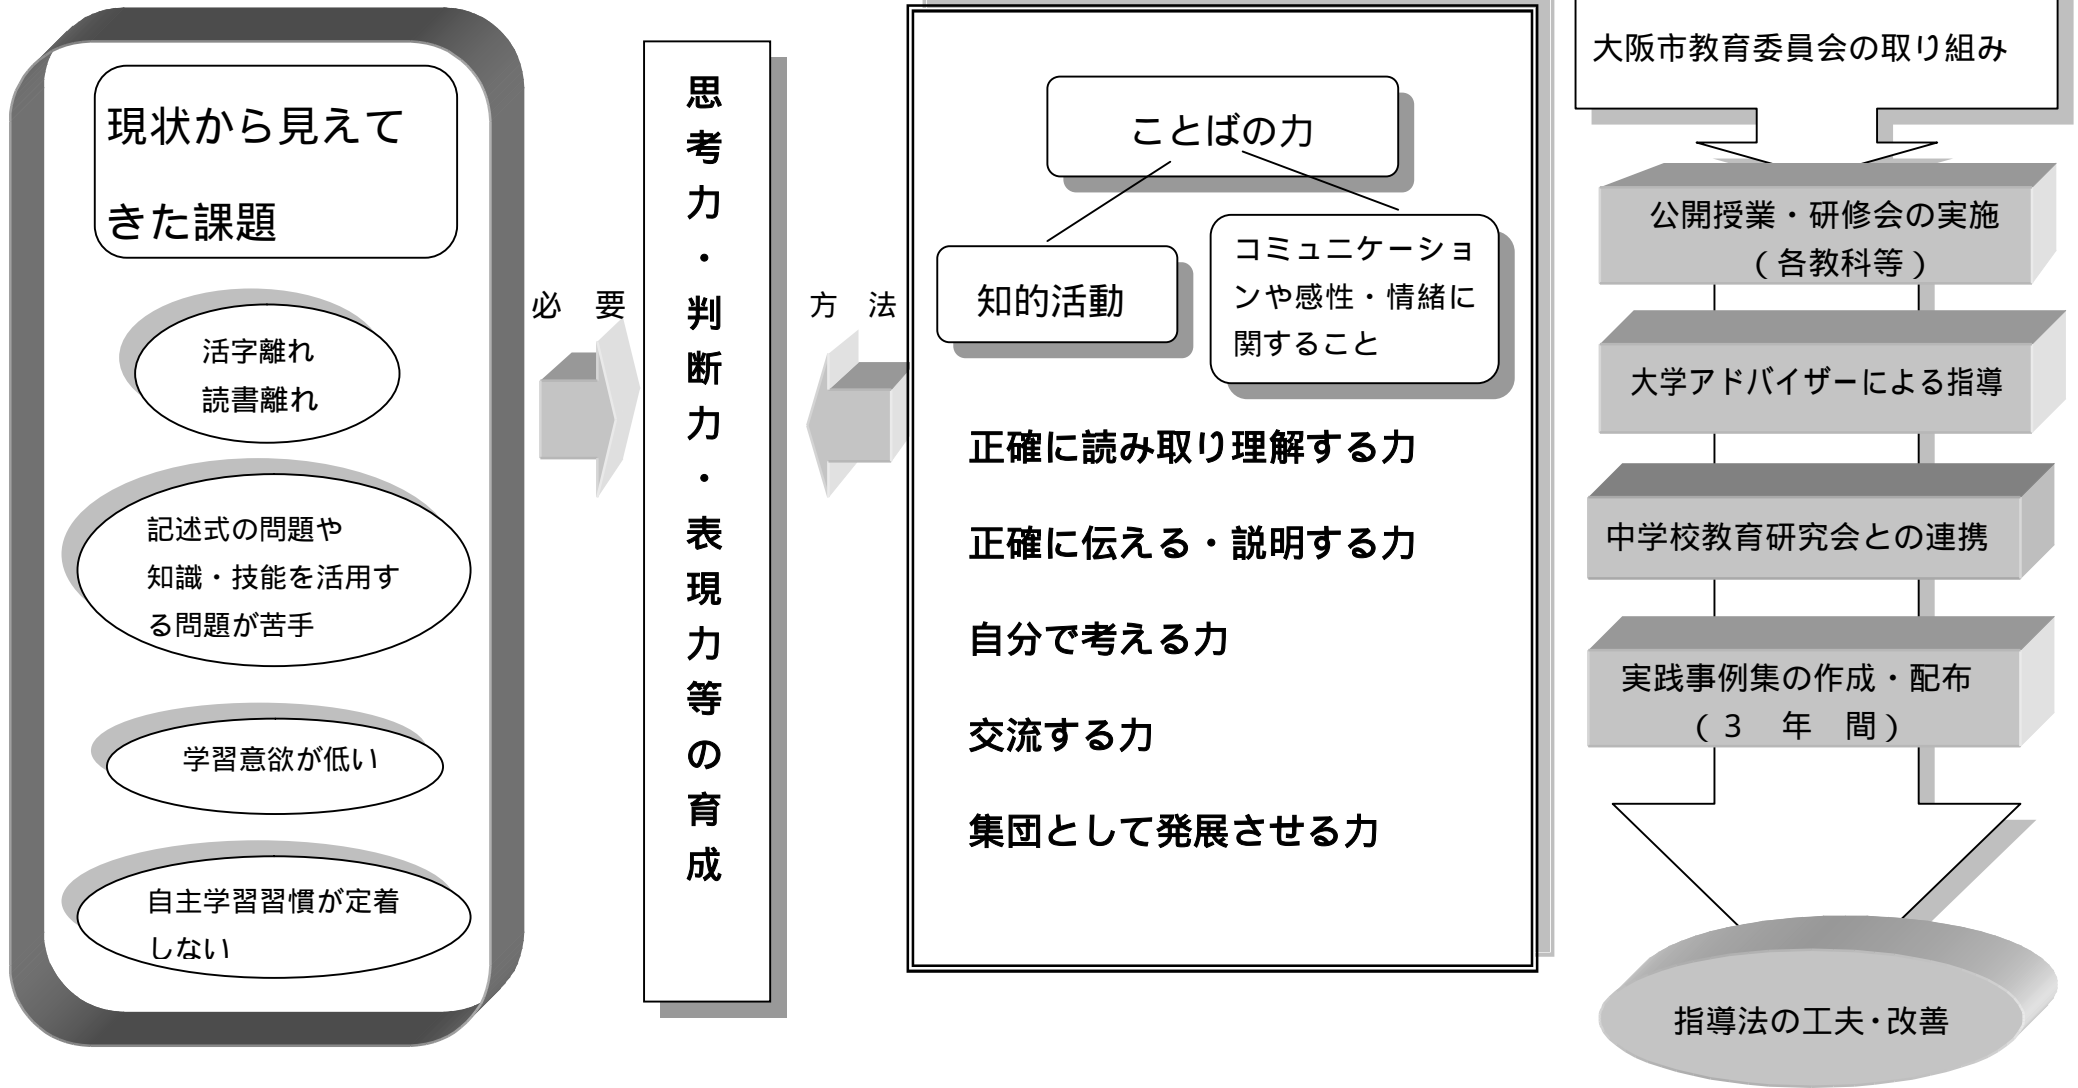 現状から見えて
きた課題
活字離れ
読書離れ
記述式の問題や
知識・技能を活用す
る問題が苦手
学習意欲が低い
自主学習習慣が定着
しない
必　要
思考力・判断力・表現力等の育成
方　法
ことばの力
知的活動
コミュニケーショ
ンや感性・情緒に
関すること
正確に読み取り理解する力
正確に伝える・説明する力
自分で考える力
交流する力
集団として発展させる力
大阪市教育委員会の取り組み
公開授業・研修会の実施
（各教科等）
大学アドバイザーによる指導
中学校教育研究会との連携
実践事例集の作成・配布
（３　年　間）
指導法の工夫・改善